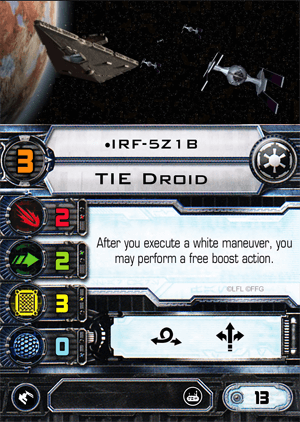 •IRF-5Z1B
3
TIE DROID
2
2
3
0
After you execute a white maneuver, you
may perform a free boost action.
©LFL ©FFG
13